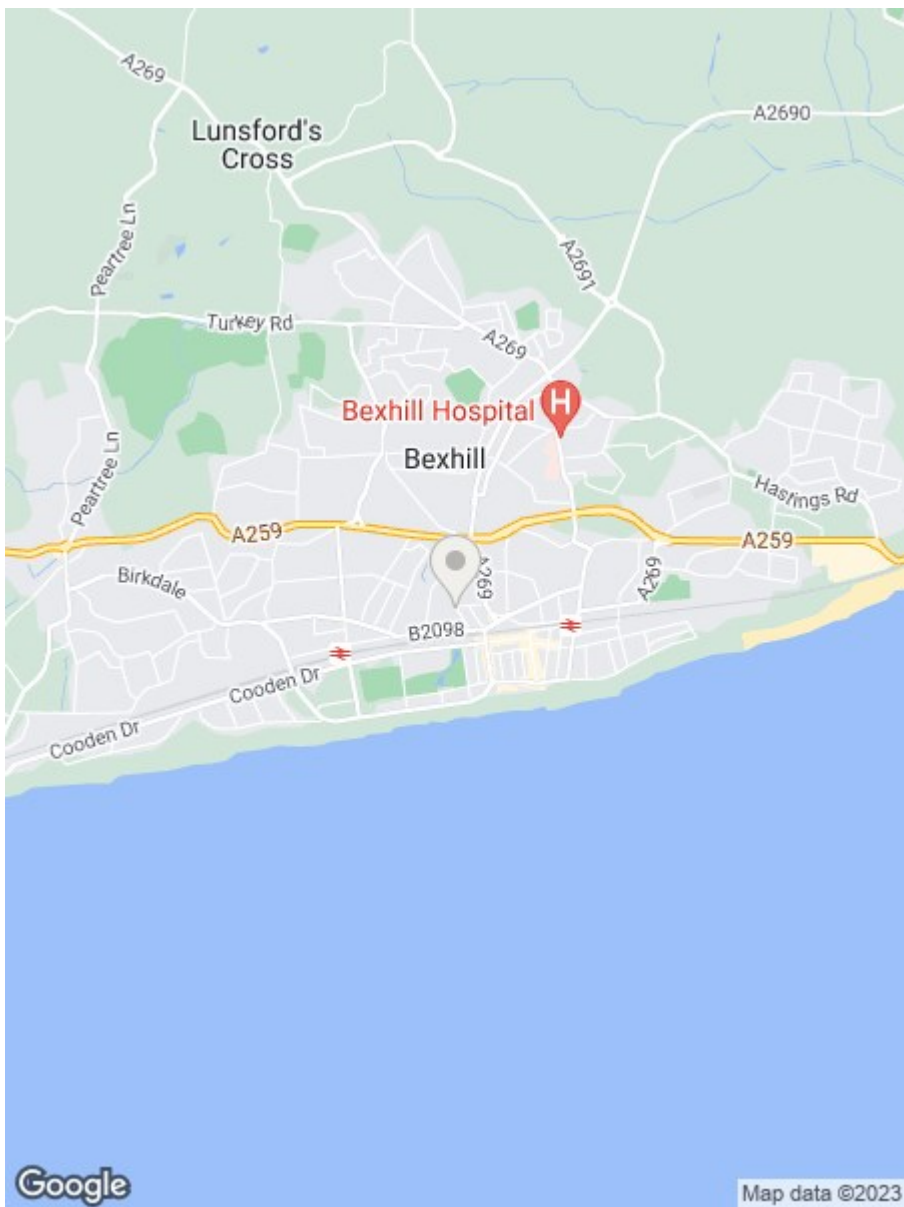 A269
A2690
Lunsford's
Cross
Peartree Ln
A2691
Turkey Rd
A269
Bexhill Hospital
H
Bexhill
Peartree Ln
Hastings Rd
A259
A259
Birkdale
A269
A269
B2098
Cooden Dr
Cooden Dr
Google
Map data ©2023